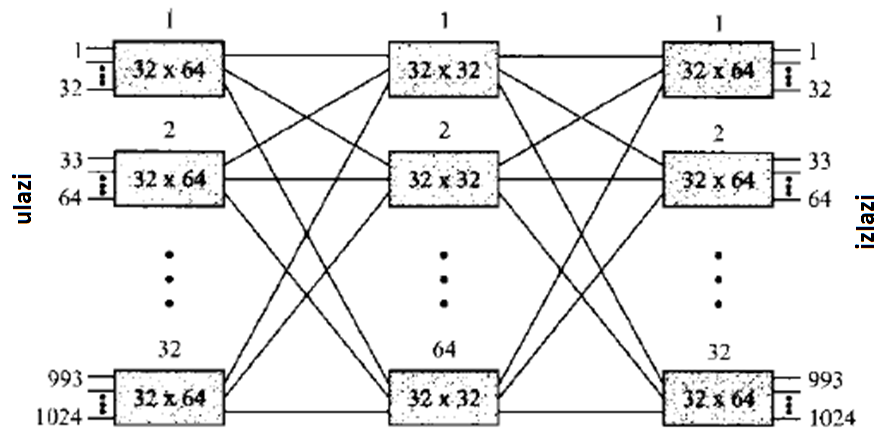 1 1 1
1 32 x 64 32 x 32 32 x 64 1
32 32
2 2 2
33 32 x 64 32 x 32 32 x 64 33
64 64
ulazi
izlazi
32 64 32
993 32 x 64 32 x 32 32 x 64 993
1024 1024